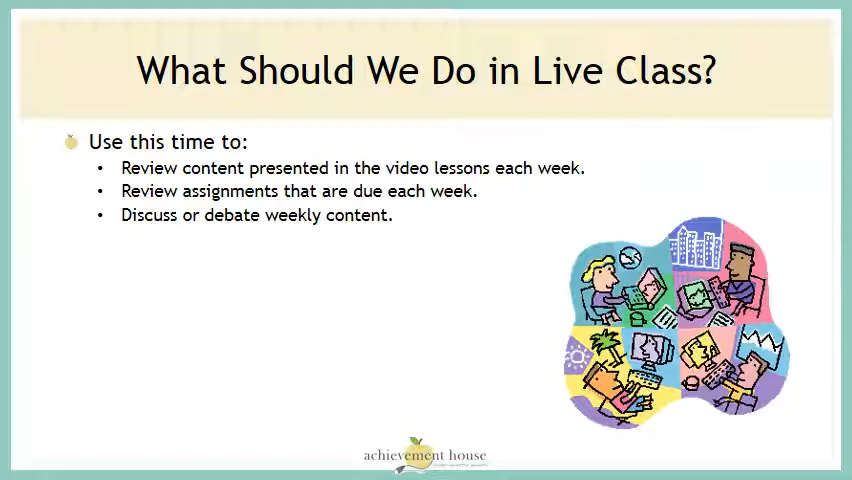 What Should We Do in Live Class?
Use this time to:
• Review content presented in the video lessons each week.
• Review assignments that are due each week.
• Discuss or debate weekly content.
achievement house